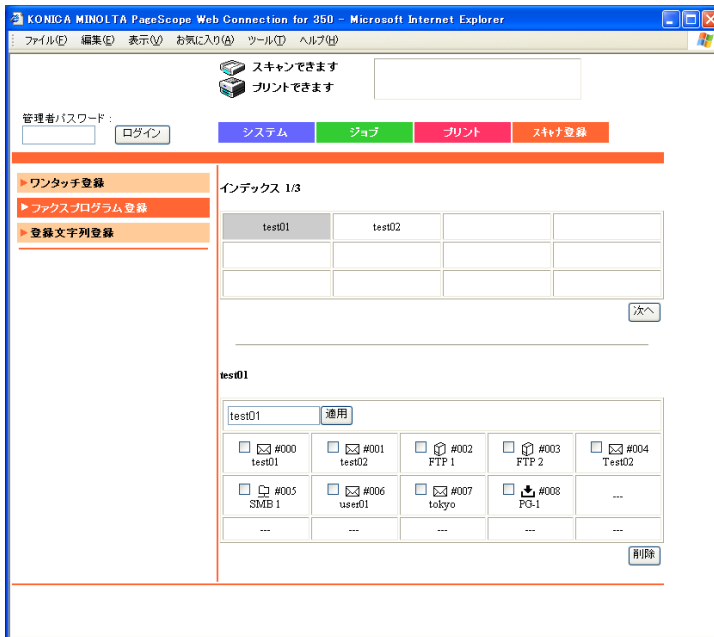 KONICA MINOLTA PageScope Web Connection for 350 - Microsoft Internet Explorer
ファイル(F) 編集(E) 表示(V) お気に入り(A) ツール(T) ヘルプ(H)
スキャンできます
プリントできます
管理者パスワード :
ログイン
システム ジョブ プリント スキャナ登録
ワンタッチ登録
ファクスプログラム登録
登録文字列登録
インデックス 1/3
test01 test02
次へ
test01
test01 適用
#000 #001 #002 #003 #004
test01 test02 FTP 1 FTP 2 Test02
#005 #006 #007 #008 ---
SMB 1 user01 tokyo PG-1
--- --- --- --- ---
削除